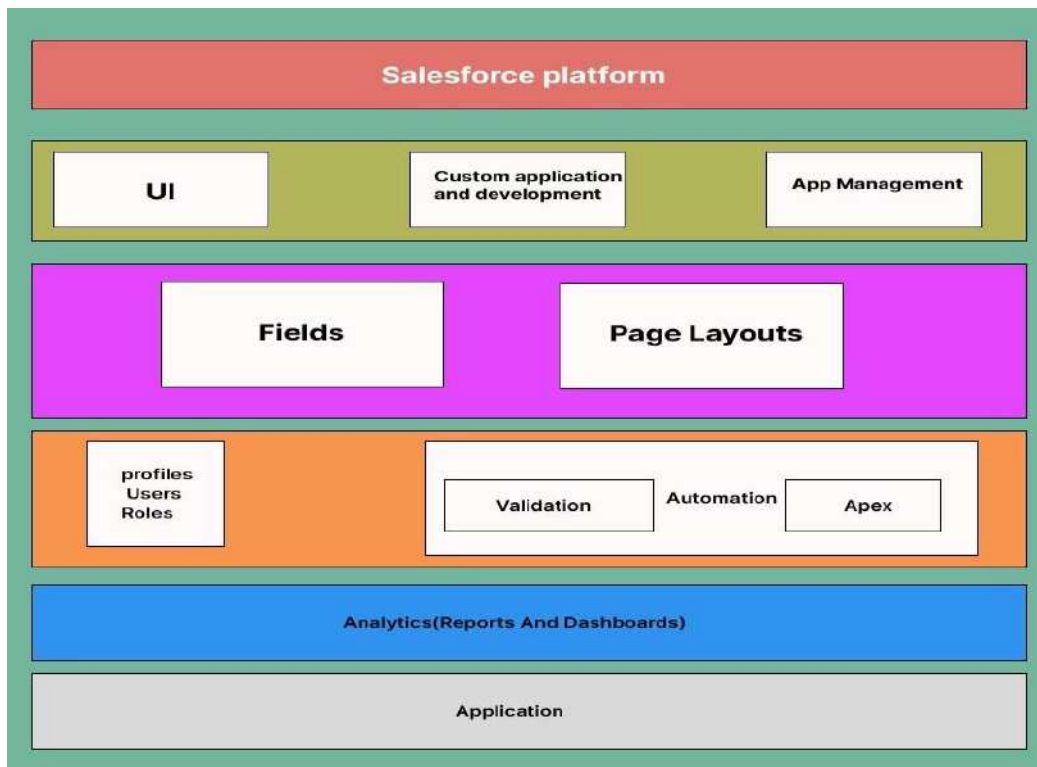 Salesforce platform
UI
Custom application
and development
App Management
Fields
Page Layouts
profiles
Users
Roles
Validation
Automation
Apex
Analytics(Reports And Dashboards)
Application